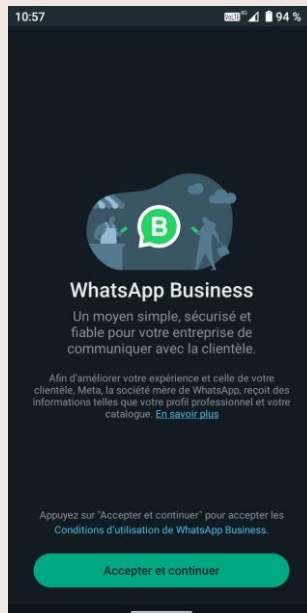 10:57
VoLTE 4G 94 %
B
WhatsApp Business
Un moyen simple, sécurisé et
fiable pour votre entreprise de
communiquer avec la clientèle.
Afin d'améliorer votre expérience et celle de votre
clientèle, Meta, la société mère de WhatsApp, reçoit des
informations telles que votre profil professionnel et votre
catalogue. En savoir plus
Appuyez sur "Accepter et continuer" pour accepter les
Conditions d'utilisation de WhatsApp Business.
Accepter et continuer